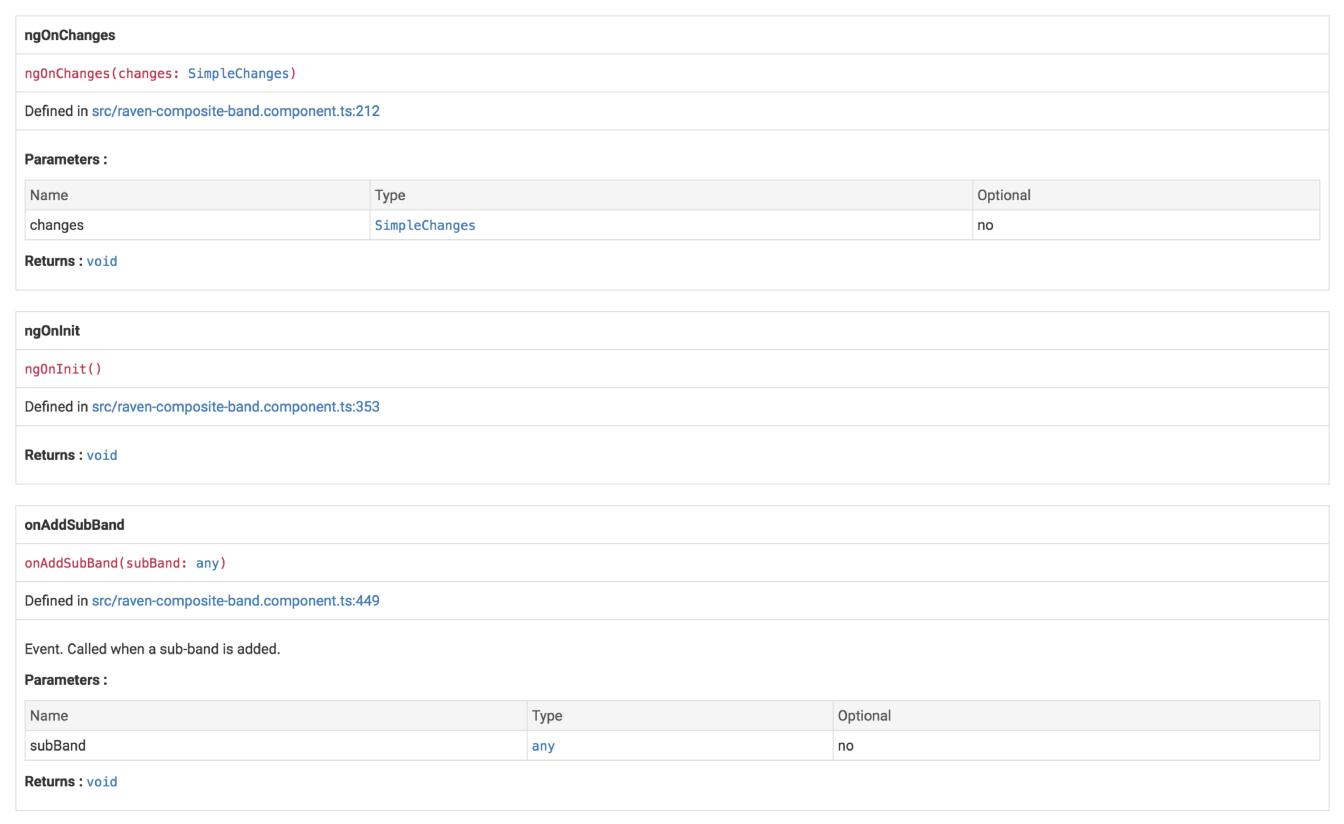 ngOnChanges
ngOnChanges(changes: SimpleChanges)
Defined in src/raven-composite-band.component.ts:212
Parameters :
Name Type Optional
changes SimpleChanges no
Returns : void
ngOnInit
ngOnInit()
Defined in src/raven-composite-band.component.ts:353
Returns : void
onAddSubBand
onAddSubBand(subBand: any)
Defined in src/raven-composite-band.component.ts:449
Event. Called when a sub-band is added.
Parameters :
Name Type Optional
subBand any no
Returns : void